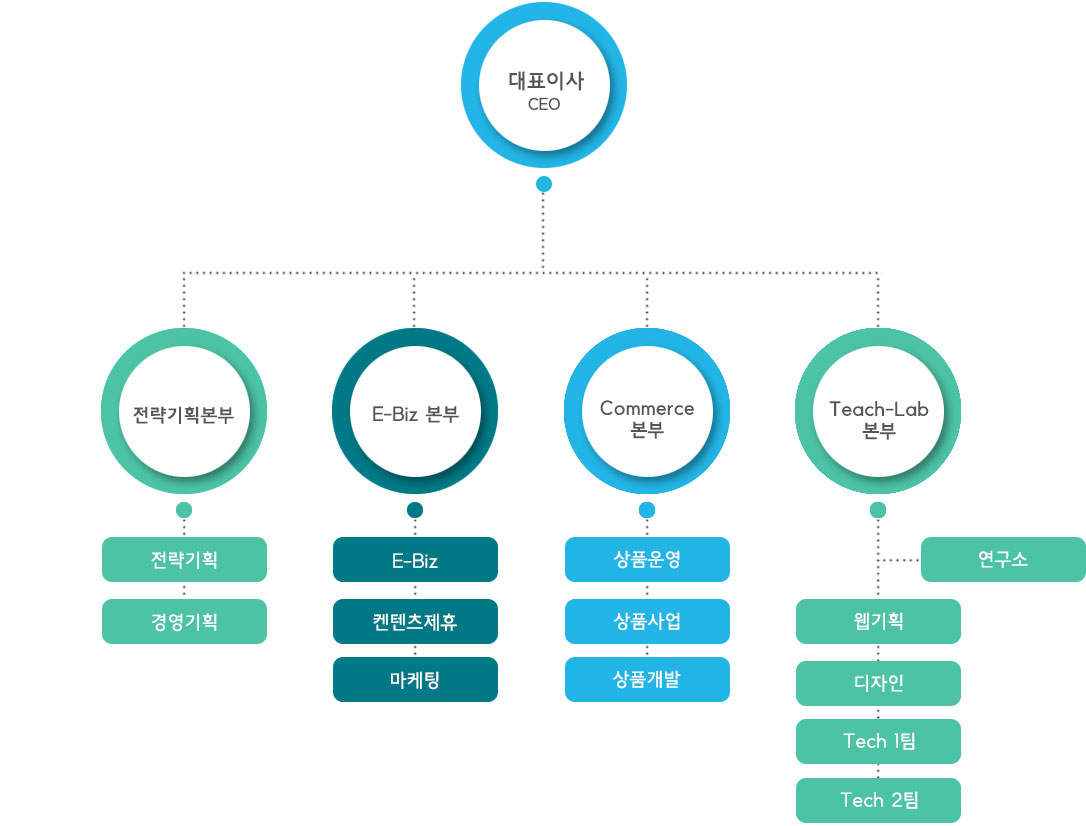 대표이사
CEO
전략기획본부
E-Biz 본부
Commerce
본부
Teach-Lab
본부
전략기획
경영기획
E-Biz
켄텐츠제휴
마케팅
상품운영
상품사업
상품개발
연구소
웹기획
디자인
Tech 1팀
Tech 2팀